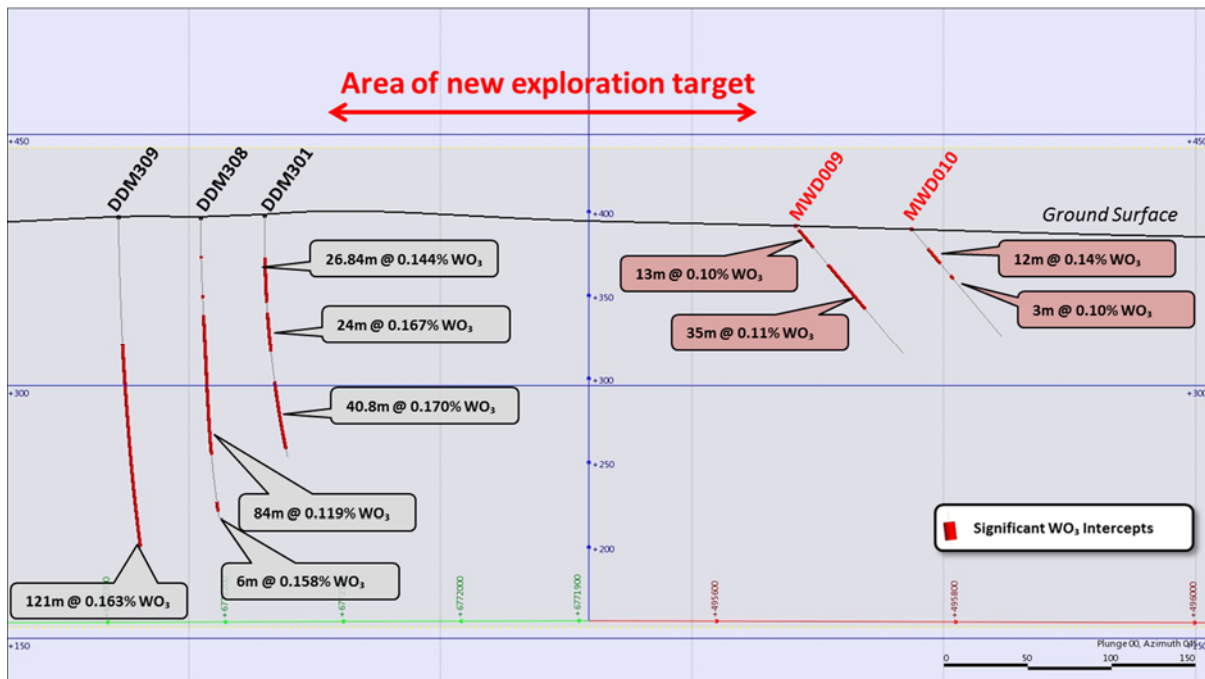 Area of new exploration target
+450
+450
DDM309
DDM308
DDM301
MWD009
MWD010
+400
Ground Surface
26.84m @ 0.144% WO₃
13m @ 0.10% WO₃
12m @ 0.14% WO₃
+350
24m @ 0.167% WO₃
35m @ 0.11% WO₃
3m @ 0.10% WO₃
+300
+300
+300
40.8m @ 0.170% WO₃
+250
84m @ 0.119% WO₃
Significant WO₃ Intercepts
+200
6m @ 0.158% WO₃
121m @ 0.163% WO₃
+6772000
+6771900
+495600
+495800
+496000
+150
Plunge 00, Azimuth
0
50
100
150